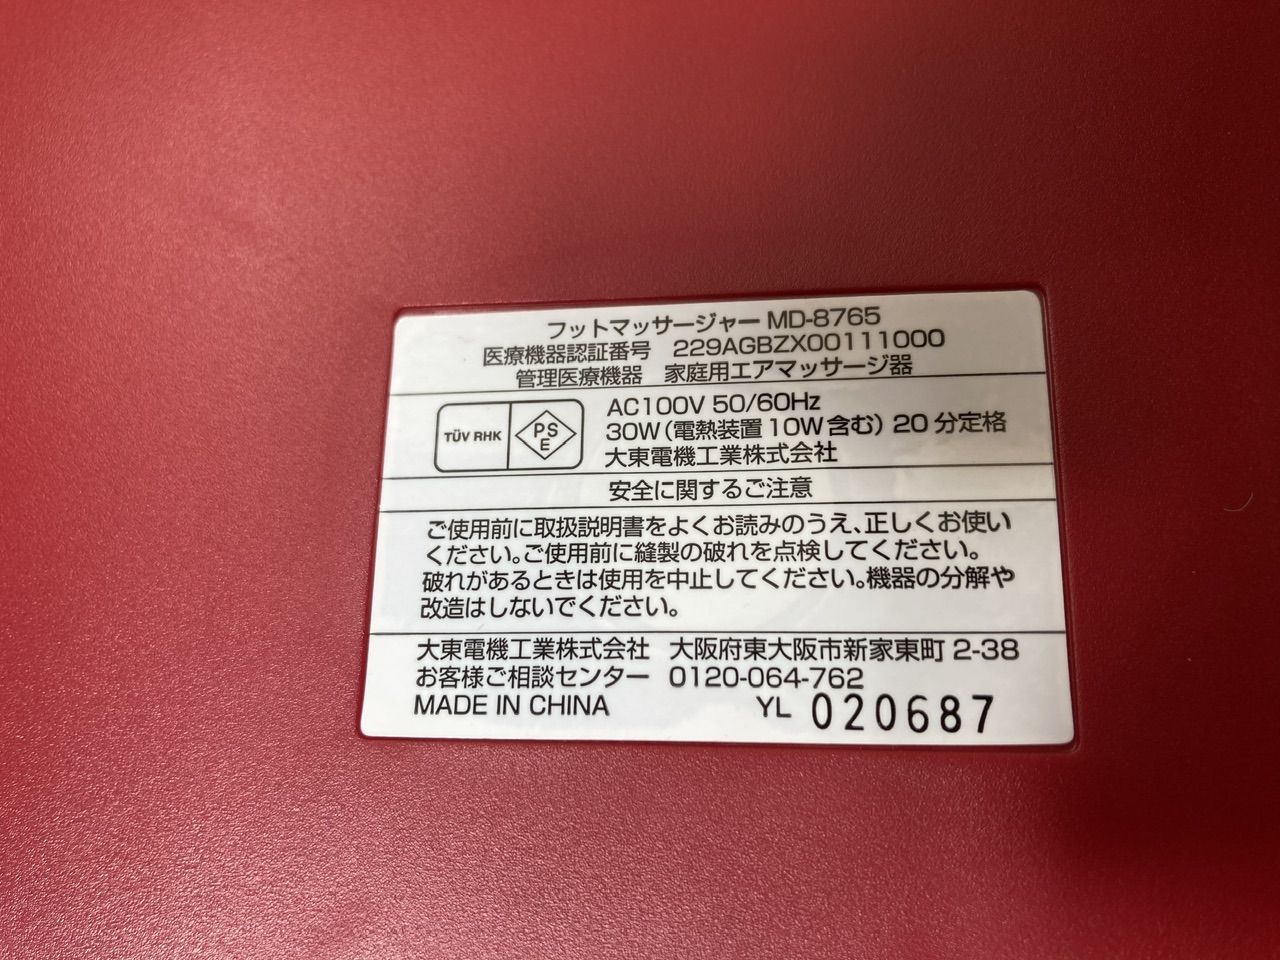 フットマッサージャー MD-8765
医療機器認証番号 229AGBZX00111000
管理医療機器 家庭用エアマッサージ器
TÜV RHK
PS
E
AC100V 50/60Hz
30W(電熱装置10W含む) 20分定格
大東電機工業株式会社
安全に関するご注意
ご使用前に取扱説明書をよくお読みのうえ、正しくお使い
ください。ご使用前に縫製の破れを点検してください。
破れがあるときは使用を中止してください。機器の分解や
改造はしないでください。
大東電機工業株式会社 大阪府東大阪市新家東町 2-38
お客様ご相談センター 0120-064-762
MADE IN CHINA YL 020687